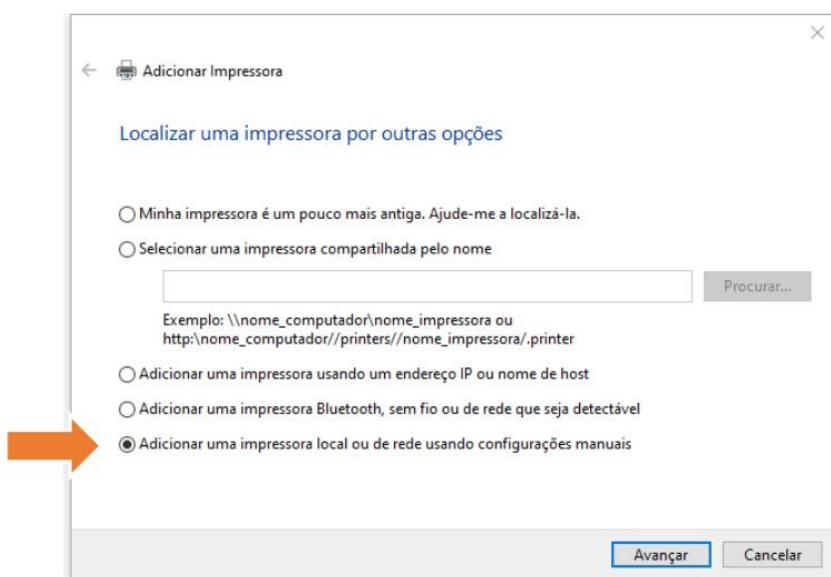 Adicionar Impressora
Localizar uma impressora por outras opções
Minha impressora é um pouco mais antiga. Ajude-me a localizá-la.
Selecionar uma impressora compartilhada pelo nome
Procurar...
Exemplo: \\nome_computador\nome_impressora ou
http:\nome_computador//printers//nome_impressora/.printer
Adicionar uma impressora usando um endereço IP ou nome de host
Adicionar uma impressora Bluetooth, sem fio ou de rede que seja detectável
Adicionar uma impressora local ou de rede usando configurações manuais
Avançar Cancelar